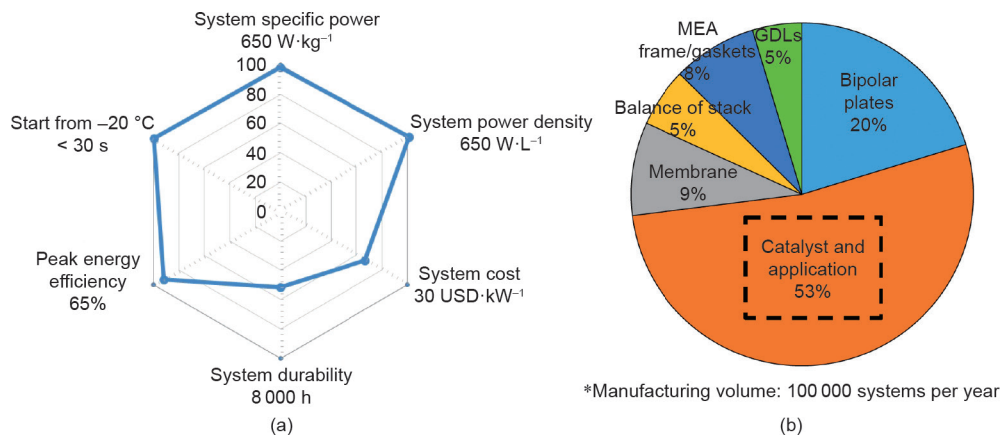 System specific power
650 W·kg⁻¹
100
80
60
40
20
0
System power density
650 W·L⁻¹
System cost
30 USD·kW⁻¹
System durability
8 000 h
Peak energy
efficiency
65%
Start from –20 °C
< 30 s
(a)
MEA
frame/gaskets
8%
GDLs
5%
Bipolar
plates
20%
Balance of stack
5%
Membrane
9%
Catalyst and
application
53%
*Manufacturing volume: 100 000 systems per year
(b)